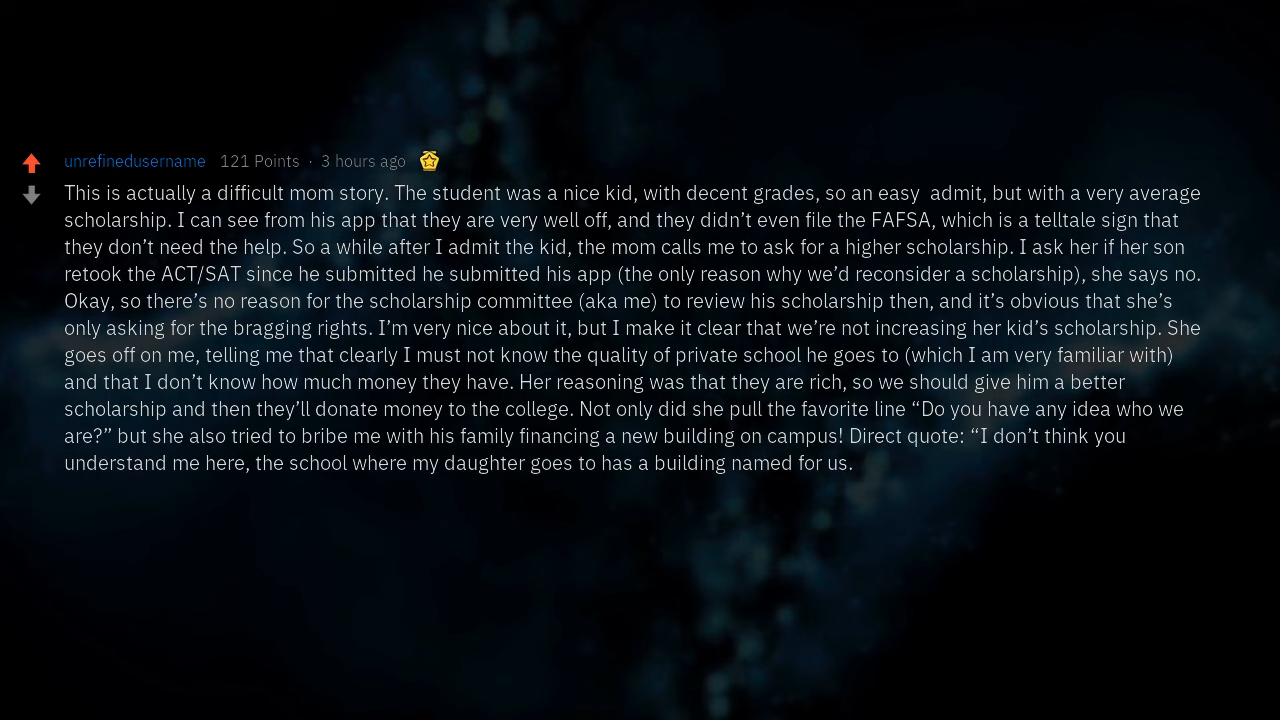 unrefinedusername 121 Points · 3 hours ago
This is actually a difficult mom story. The student was a nice kid, with decent grades, so an easy  admit, but with a very average
scholarship. I can see from his app that they are very well off, and they didn’t even file the FAFSA, which is a telltale sign that
they don’t need the help. So a while after I admit the kid, the mom calls me to ask for a higher scholarship. I ask her if her son
retook the ACT/SAT since he submitted he submitted his app (the only reason why we’d reconsider a scholarship), she says no.
Okay, so there’s no reason for the scholarship committee (aka me) to review his scholarship then, and it’s obvious that she’s
only asking for the bragging rights. I’m very nice about it, but I make it clear that we’re not increasing her kid’s scholarship. She
goes off on me, telling me that clearly I must not know the quality of private school he goes to (which I am very familiar with)
and that I don’t know how much money they have. Her reasoning was that they are rich, so we should give him a better
scholarship and then they’ll donate money to the college. Not only did she pull the favorite line “Do you have any idea who we
are?” but she also tried to bribe me with his family financing a new building on campus! Direct quote: “I don’t think you
understand me here, the school where my daughter goes to has a building named for us.